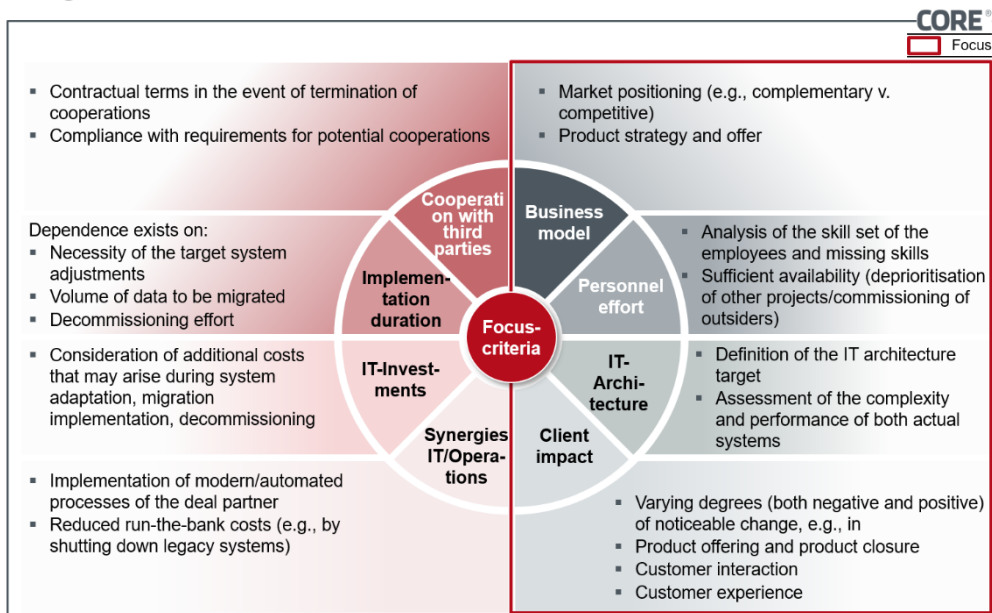 CORE®
Focus
Contractual terms in the event of termination of
cooperations
Compliance with requirements for potential cooperations
Market positioning (e.g., complementary v.
competitive)
Product strategy and offer
Cooperati
on with
third
parties
Business
model
Dependence exists on:
Necessity of the target system
adjustments
Volume of data to be migrated
Decommissioning effort
Implemen-
tation
duration
Personnel
effort
Analysis of the skill set of the
employees and missing skills
Sufficient availability (deprioritisation
of other projects/commissioning of
outsiders)
Focus-
criteria
Consideration of additional costs
that may arise during system
adaptation, migration
implementation, decommissioning
IT-Invest-
ments
IT-
Archi-
tecture
Definition of the IT architecture
target
Assessment of the complexity
and performance of both actual
systems
Synergies
IT/Opera-
tions
Client
impact
Implementation of modern/automated
processes of the deal partner
Reduced run-the-bank costs (e.g., by
shutting down legacy systems)
Varying degrees (both negative and positive)
of noticeable change, e.g., in
Product offering and product closure
Customer interaction
Customer experience